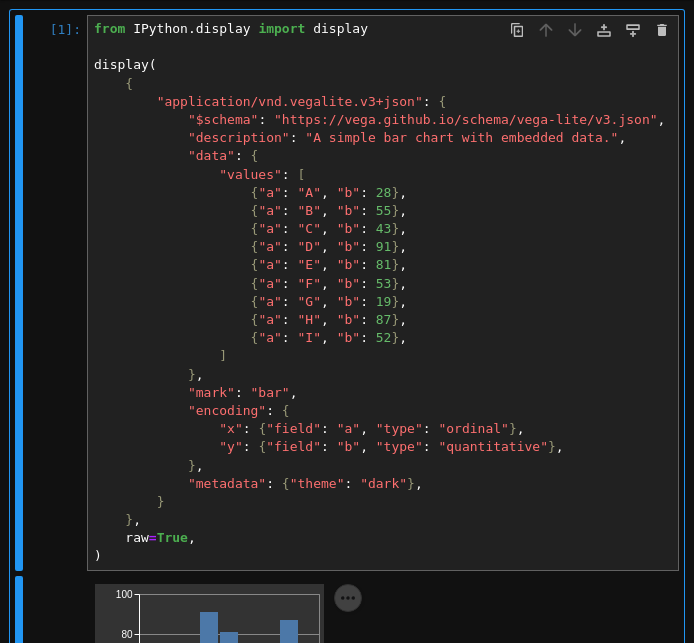 [1]: from IPython.display import display
display(
    {
        "application/vnd.vegalite.v3+json": {
            "$schema": "https://vega.github.io/schema/vega-lite/v3.json",
            "description": "A simple bar chart with embedded data.",
            "data": {
                "values": [
                    {"a": "A", "b": 28},
                    {"a": "B", "b": 55},
                    {"a": "C", "b": 43},
                    {"a": "D", "b": 91},
                    {"a": "E", "b": 81},
                    {"a": "F", "b": 53},
                    {"a": "G", "b": 19},
                    {"a": "H", "b": 87},
                    {"a": "I", "b": 52},
                ]
            },
            "mark": "bar",
            "encoding": {
                "x": {"field": "a", "type": "ordinal"},
                "y": {"field": "b", "type": "quantitative"},
            },
            "metadata": {"theme": "dark"},
        }
    },
    raw=True,
)
100
80